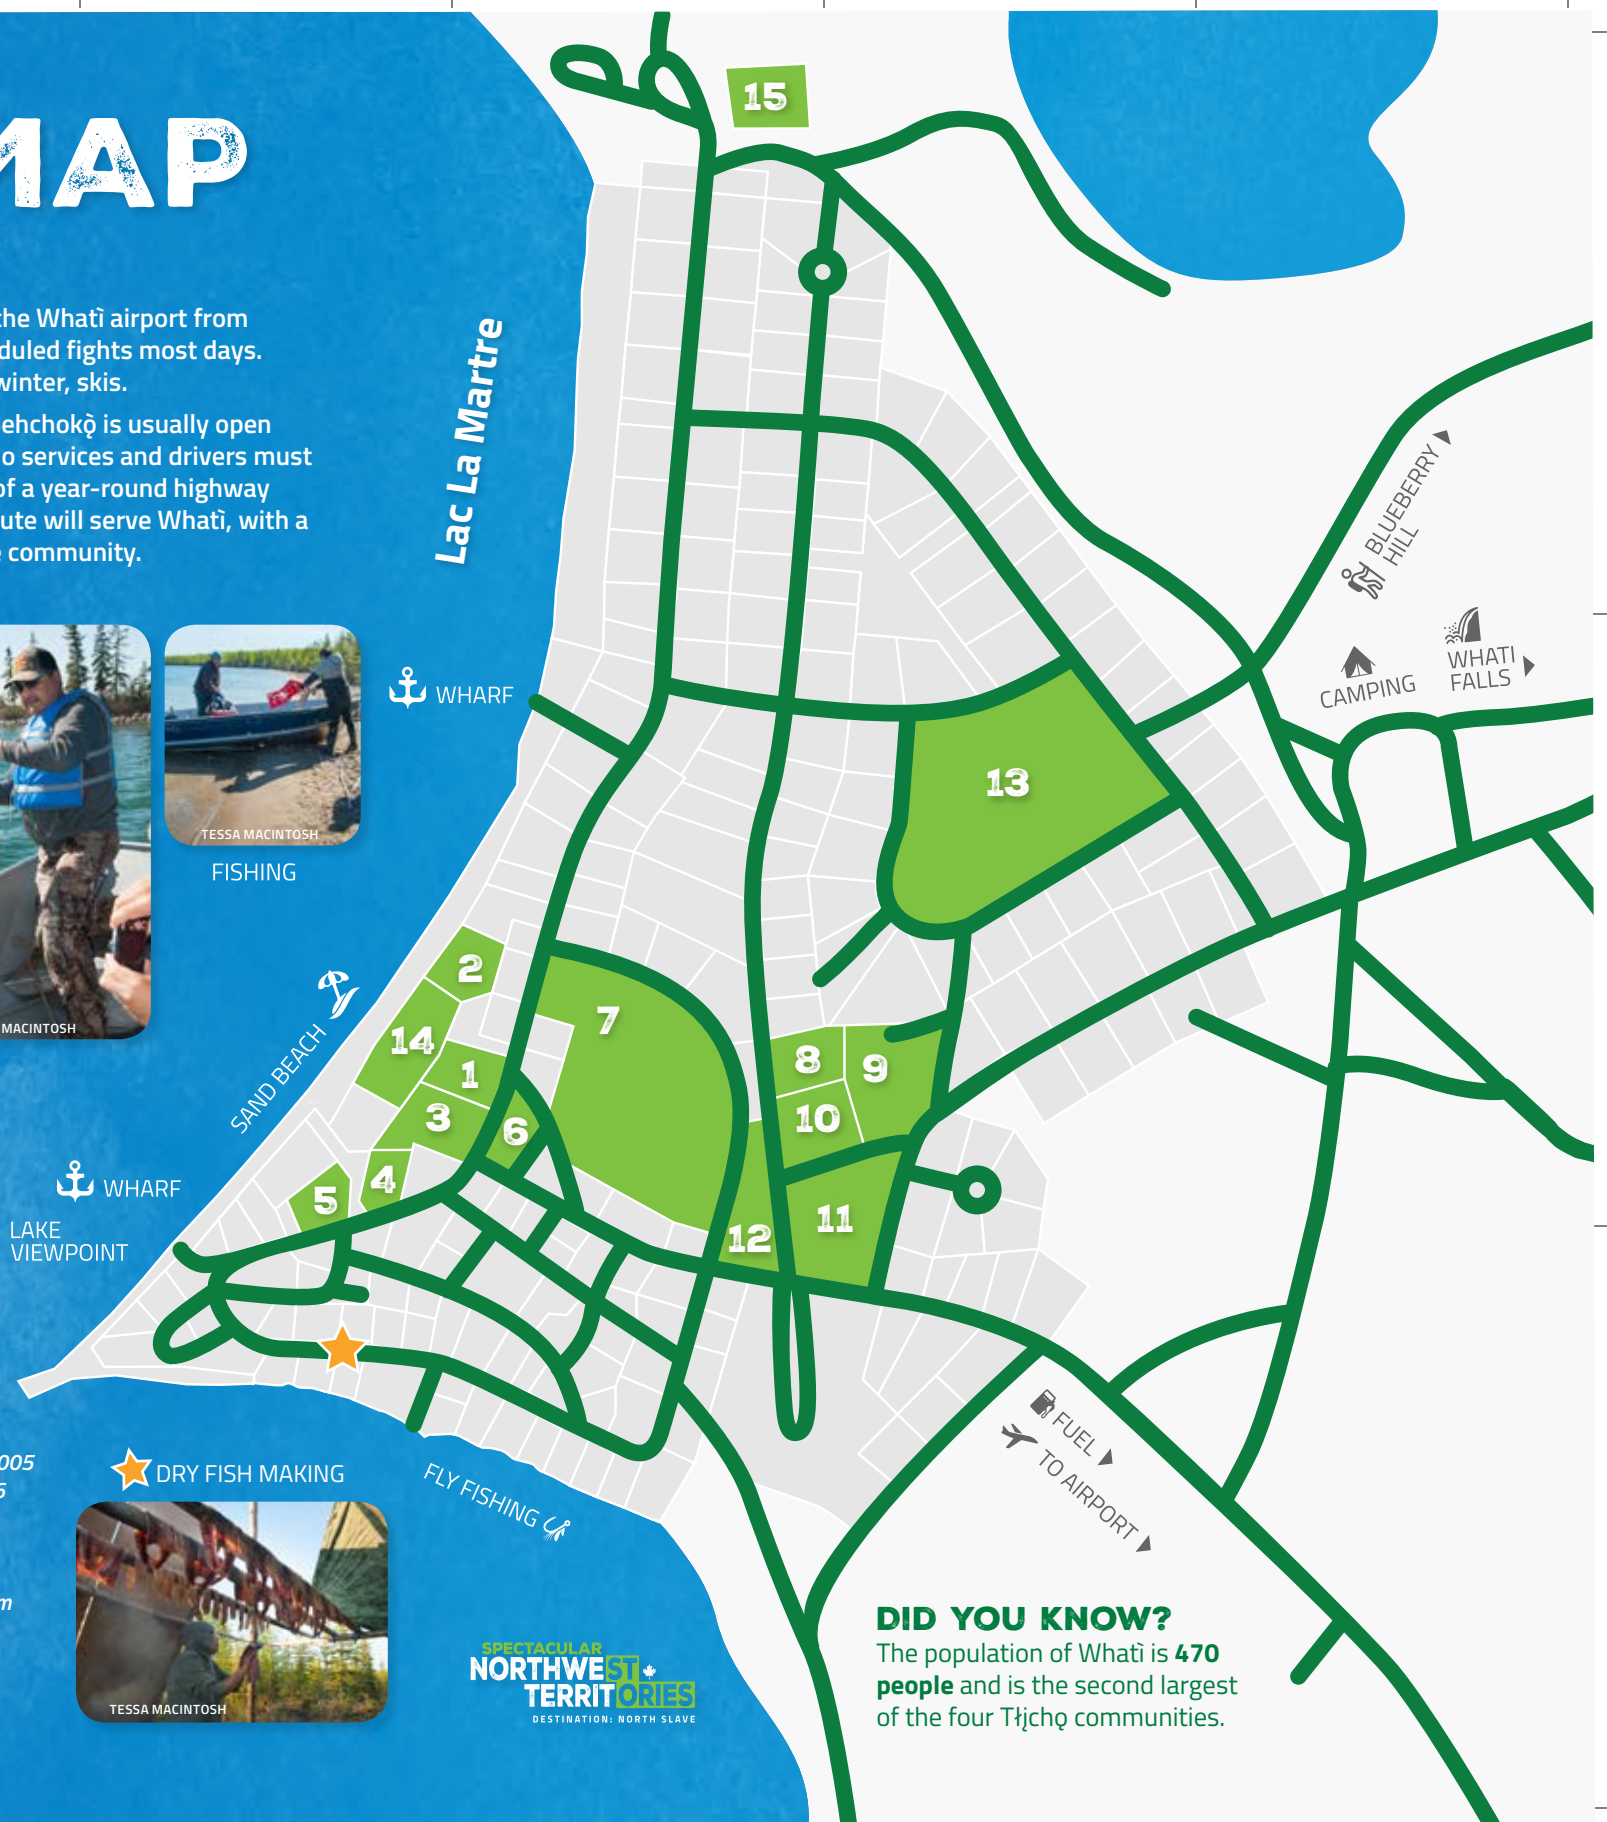 MAP
the Whatì airport from
duled fights most days.
winter, skis.
ehchokǫ̀ is usually open
o services and drivers must
of a year-round highway
ute will serve Whatì, with a
e community.
Lac La Martre
WHARF
TESSA MACINTOSH
FISHING
MACINTOSH
SAND BEACH
WHARF
LAKE
VIEWPOINT
15
13
2
14
1
3
6
4
5
7
8
9
10
11
12
BLUEBERRY
HILL
CAMPING
WHATI
FALLS
005
DRY FISH MAKING
FLY FISHING
m
TESSA MACINTOSH
FUEL
TO AIRPORT
SPECTACULAR
NORTHWEST
TERRITORIES
DESTINATION: NORTH SLAVE
DID YOU KNOW?
The population of Whatì is 470
people and is the second largest
of the four Tłı̨chǫ communities.